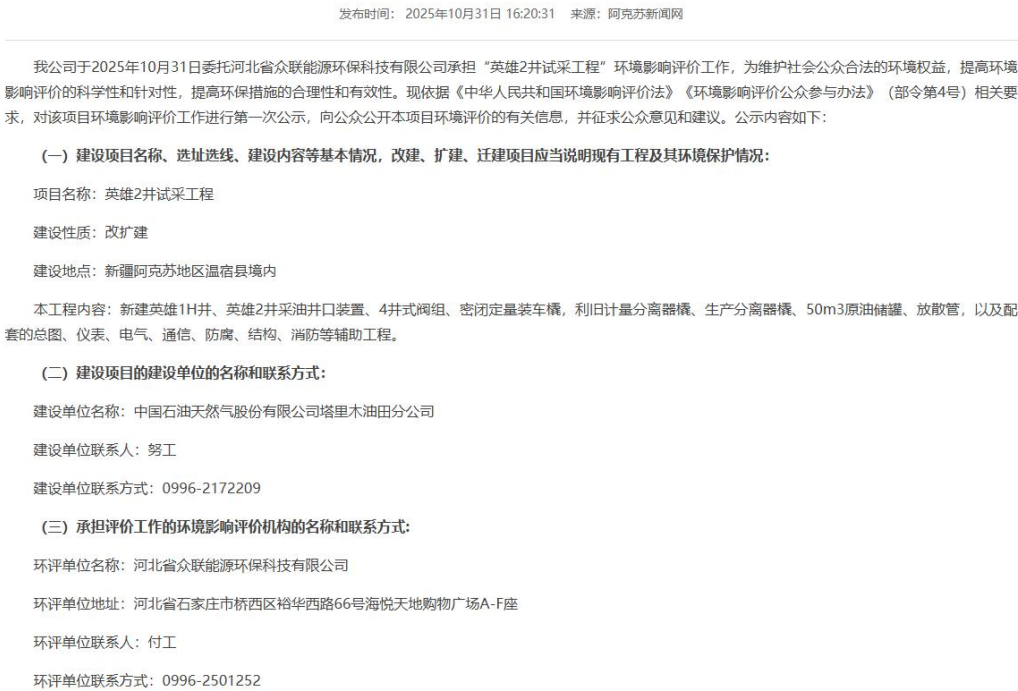 发布时间： 2025年10月31日 16:20:31 来源：阿克苏新闻网
我公司于2025年10月31日委托河北省众联能源环保科技有限公司承担“英雄2井试采工程”环境影响评价工作，为维护社会公众合法的环境权益，提高环境
影响评价的科学性和针对性，提高环保措施的合理性和有效性。现依据《中华人民共和国环境影响评价法》《环境影响评价公众参与办法》（部令第4号）相关要
求，对该项目环境影响评价工作进行第一次公示，向公众公开本项目环境评价的有关信息，并征求公众意见和建议。公示内容如下：
（一）建设项目名称、选址选线、建设内容等基本情况，改建、扩建、迁建项目应当说明现有工程及其环境保护情况：
项目名称：英雄2井试采工程
建设性质：改扩建
建设地点：新疆阿克苏地区温宿县境内
本工程内容：新建英雄1H井、英雄2井采油井口装置、4井式阀组、密闭定量装车橇，利旧计量分离器橇、生产分离器橇、50m3原油储罐、放散管，以及配
套的总图、仪表、电气、通信、防腐、结构、消防等辅助工程。
（二）建设项目的建设单位的名称和联系方式：
建设单位名称：中国石油天然气股份有限公司塔里木油田分公司
建设单位联系人：努工
建设单位联系方式：0996-2172209
（三）承担评价工作的环境影响评价机构的名称和联系方式：
环评单位名称：河北省众联能源环保科技有限公司
环评单位地址：河北省石家庄市桥西区裕华西路66号海悦天地购物广场A-F座
环评单位联系人：付工
环评单位联系方式：0996-2501252